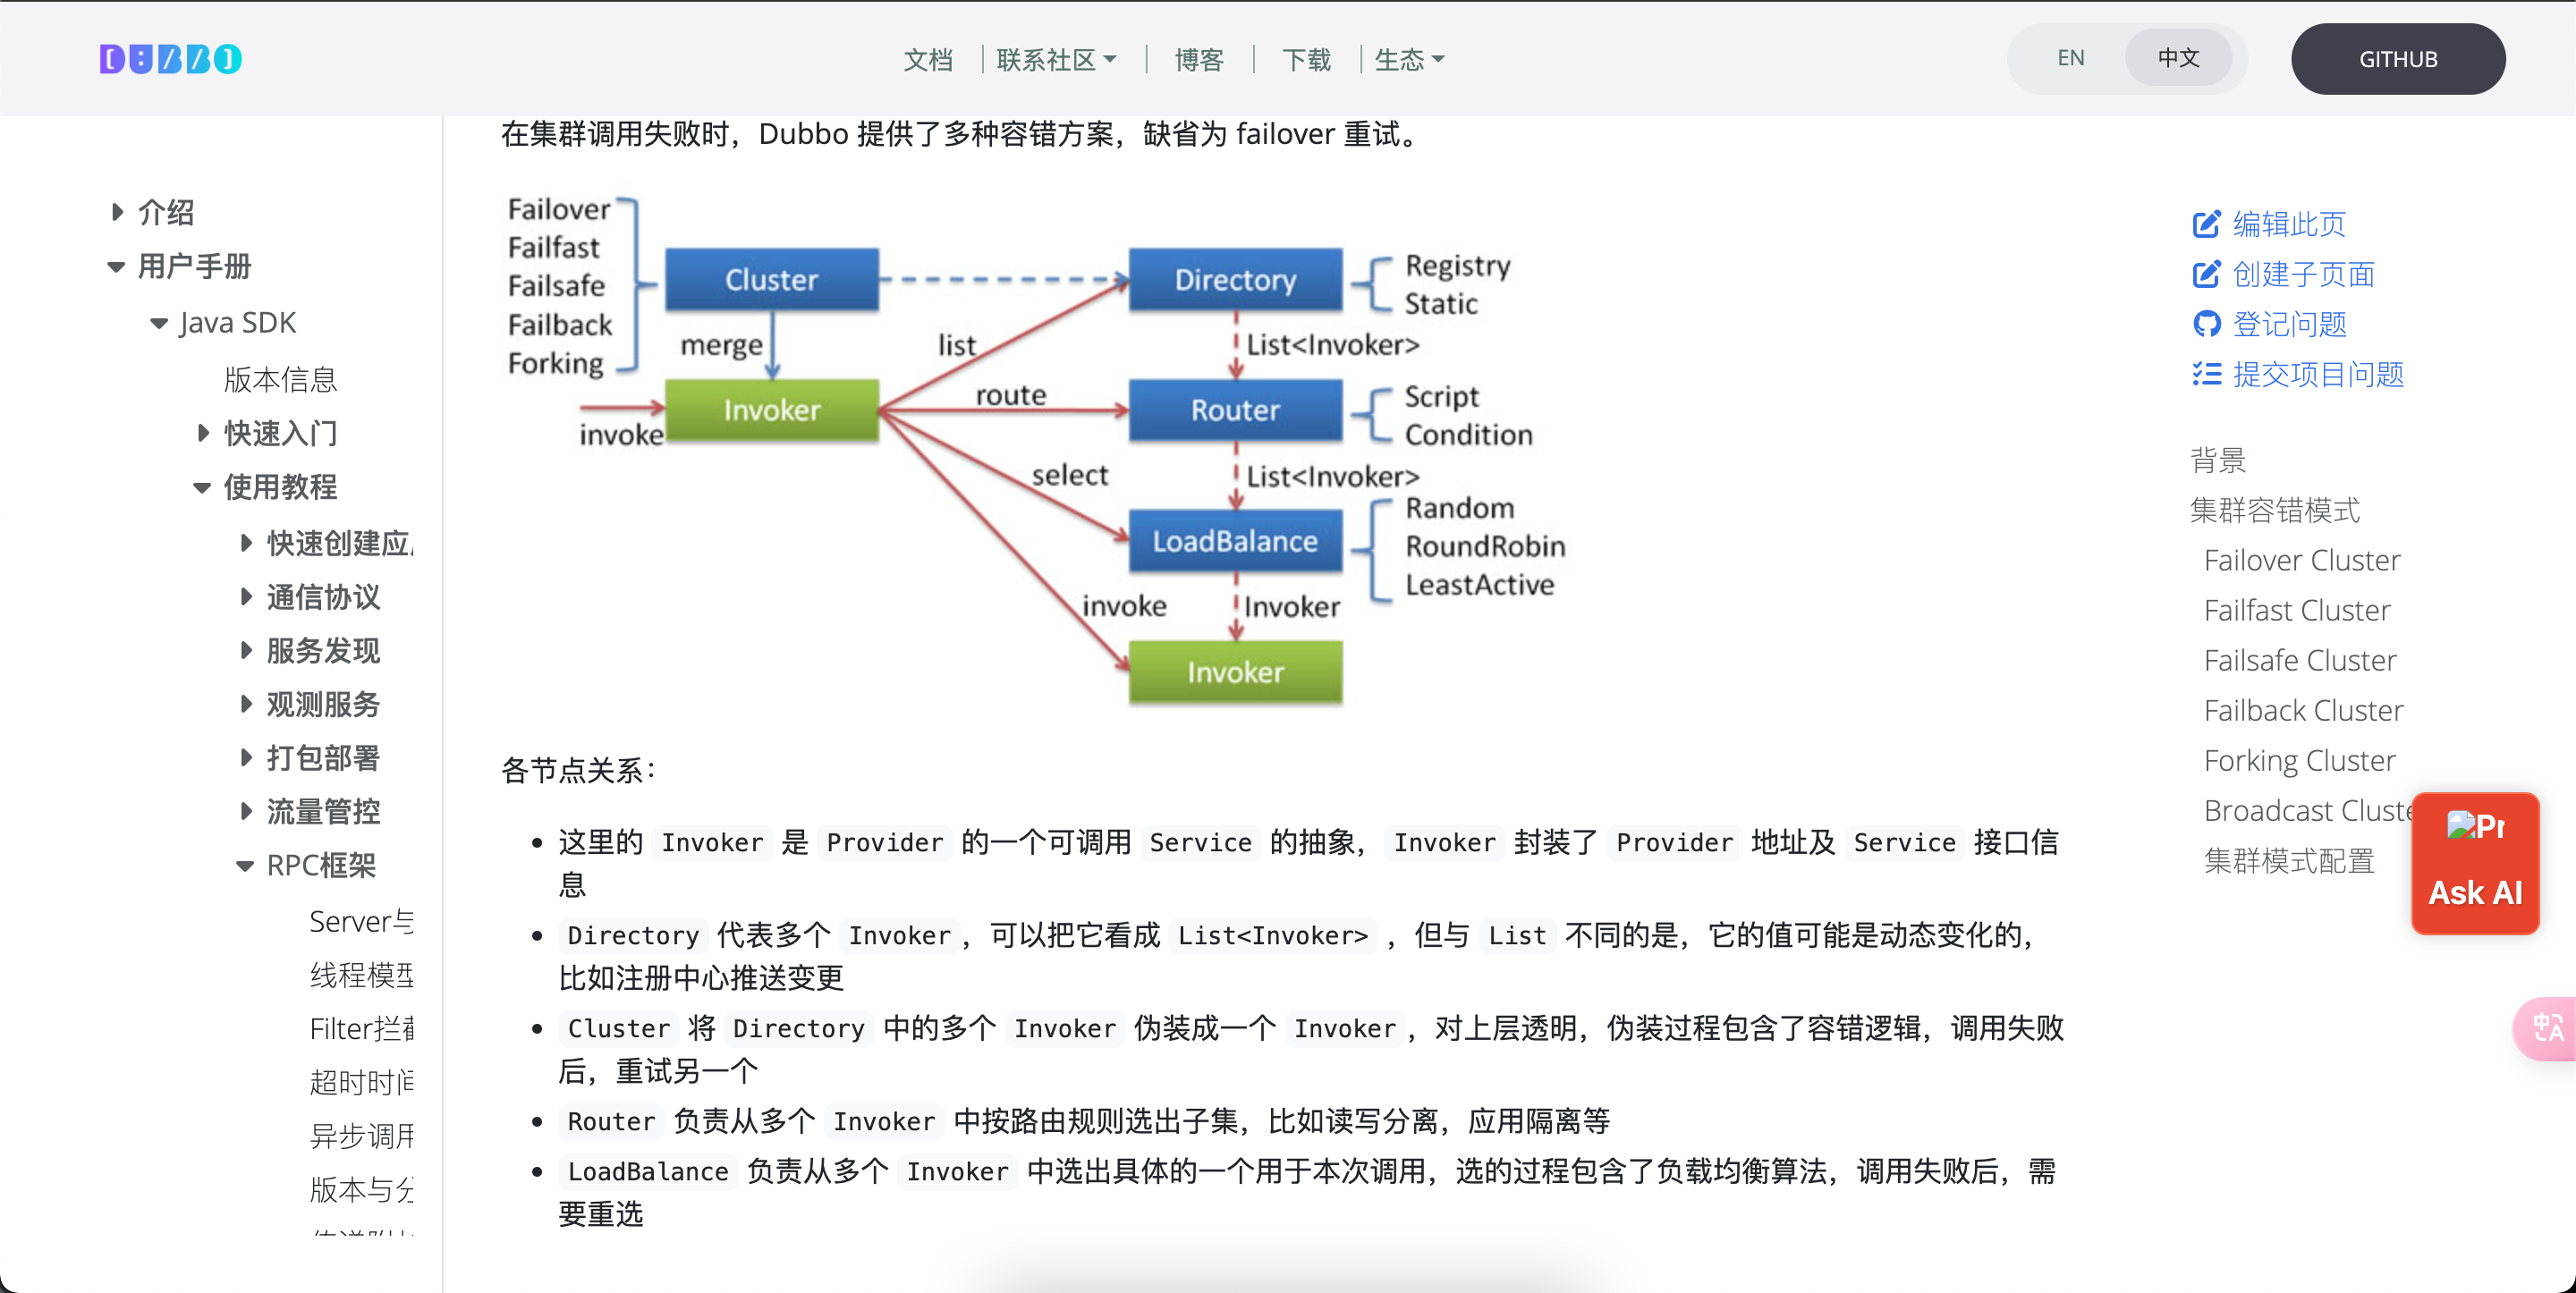 DUBBO
文档
联系社区
博客
下载
生态
EN
中文
GITHUB
介绍
用户手册
Java SDK
版本信息
快速入门
使用教程
快速创建应
通信协议
服务发现
观测服务
打包部署
流量管控
RPC框架
Server与
线程模型
Filter拦截
超时时间
异步调用
版本与分
在集群调用失败时，Dubbo 提供了多种容错方案，缺省为 failover 重试。
Failover
Failfast
Failsafe
Failback
Forking
Cluster
Directory
Registry
Static
merge
list
List<Invoker>
invoke
Invoker
route
Router
Script
Condition
select
List<Invoker>
LoadBalance
Random
RoundRobin
LeastActive
invoke
Invoker
Invoker
各节点关系：
这里的 Invoker 是 Provider 的一个可调用 Service 的抽象， Invoker 封装了 Provider 地址及 Service 接口信
息
Directory 代表多个 Invoker，可以把它看成 List<Invoker> ，但与 List 不同的是，它的值可能是动态变化的，
比如注册中心推送变更
Cluster 将 Directory 中的多个 Invoker 伪装成一个 Invoker，对上层透明，伪装过程包含了容错逻辑，调用失败
后，重试另一个
Router 负责从多个 Invoker 中按路由规则选出子集，比如读写分离，应用隔离等
LoadBalance 负责从多个 Invoker 中选出具体的一个用于本次调用，选的过程包含了负载均衡算法，调用失败后，需
要重选
编辑此页
创建子页面
登记问题
提交项目问题
背景
集群容错模式
Failover Cluster
Failfast Cluster
Failsafe Cluster
Failback Cluster
Forking Cluster
Broadcast Cluste
集群模式配置
Pr
Ask AI